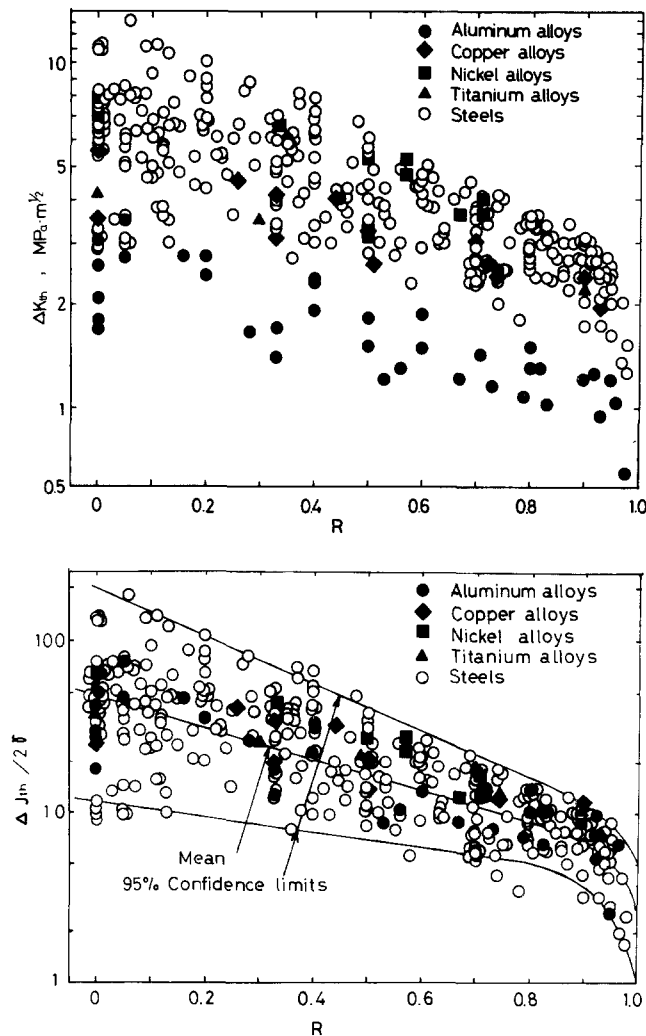 Aluminum alloys
Copper alloys
Nickel alloys
Titanium alloys
Steels
ΔKth , MPa·m½
10
5
2
1
0.5
0 0.2 0.4 0.6 0.8 1.0
R
Aluminum alloys
Copper alloys
Nickel alloys
Titanium alloys
Steels
Δ Jth / 2γ
100
10
1
Mean
95% Confidence limits
0 0.2 0.4 0.6 0.8 1.0
R